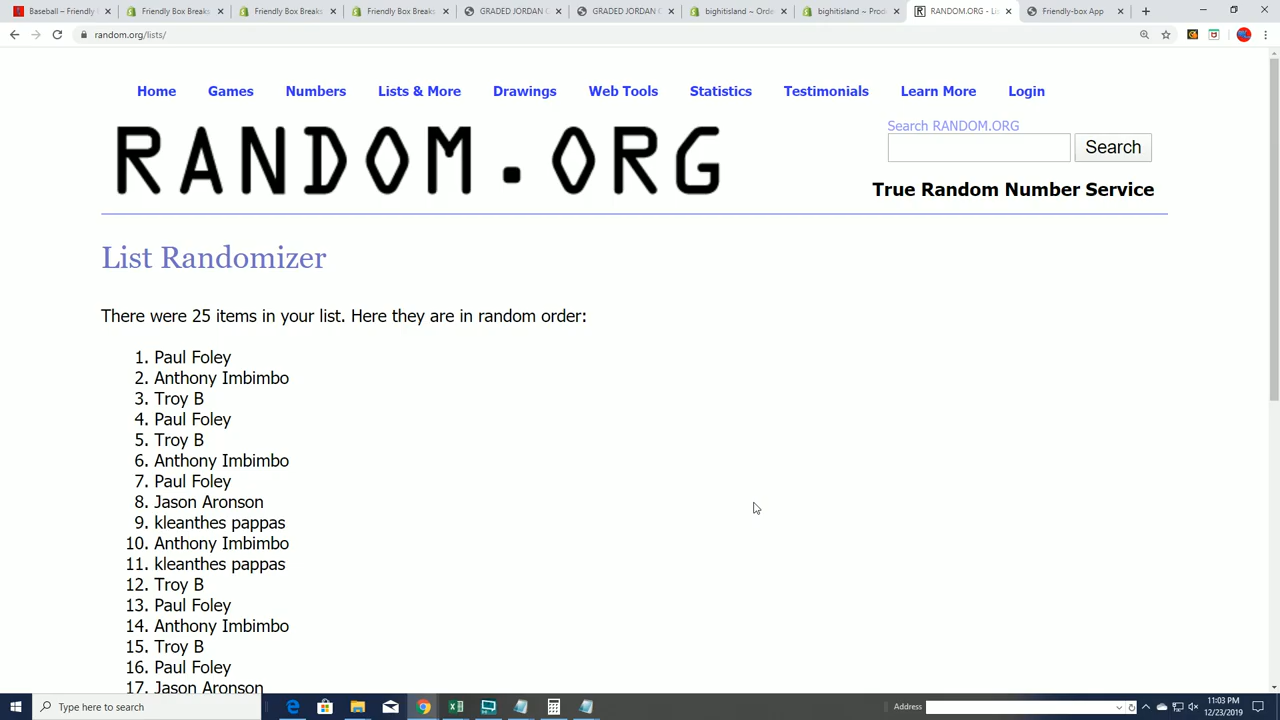 Baseball – Friendly
Friendly Box Breaks
Friendly Box Breaks
Friendly Box Breaks
GRADED JORDAN
GRADED JORDAN
bighitisland ~ Orde
bighitisland ~ Prod
RANDOM.ORG - Lis
Friendly-box App
random.org/lists/
Home Games Numbers Lists & More Drawings Web Tools Statistics Testimonials Learn More Login
RANDOM.ORG
Search RANDOM.ORG
Search
True Random Number Service
List Randomizer
There were 25 items in your list. Here they are in random order:
1. Paul Foley
2. Anthony Imbimbo
3. Troy B
4. Paul Foley
5. Troy B
6. Anthony Imbimbo
7. Paul Foley
8. Jason Aronson
9. kleanthes pappas
10. Anthony Imbimbo
11. kleanthes pappas
12. Troy B
13. Paul Foley
14. Anthony Imbimbo
15. Troy B
16. Paul Foley
17. Jason Aronson
Type here to search
Address
11:03 PM
12/23/2019